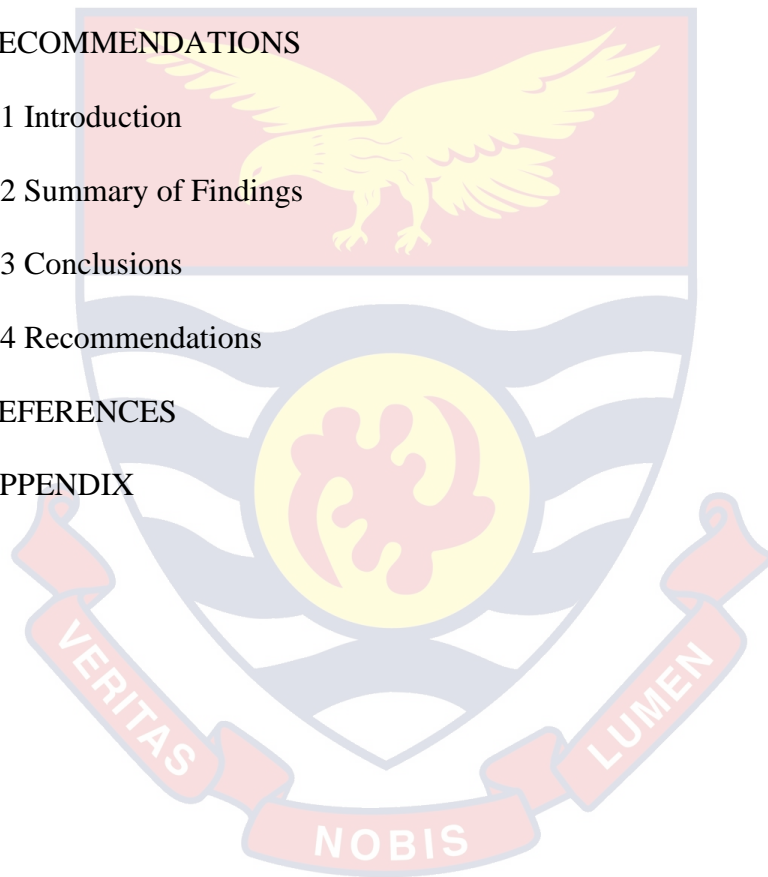 ECOMMENDATIONS
1 Introduction
2 Summary of Findings
3 Conclusions
4 Recommendations
EFERENCES
PPENDIX
VERITAS
NOBIS
LUMEN